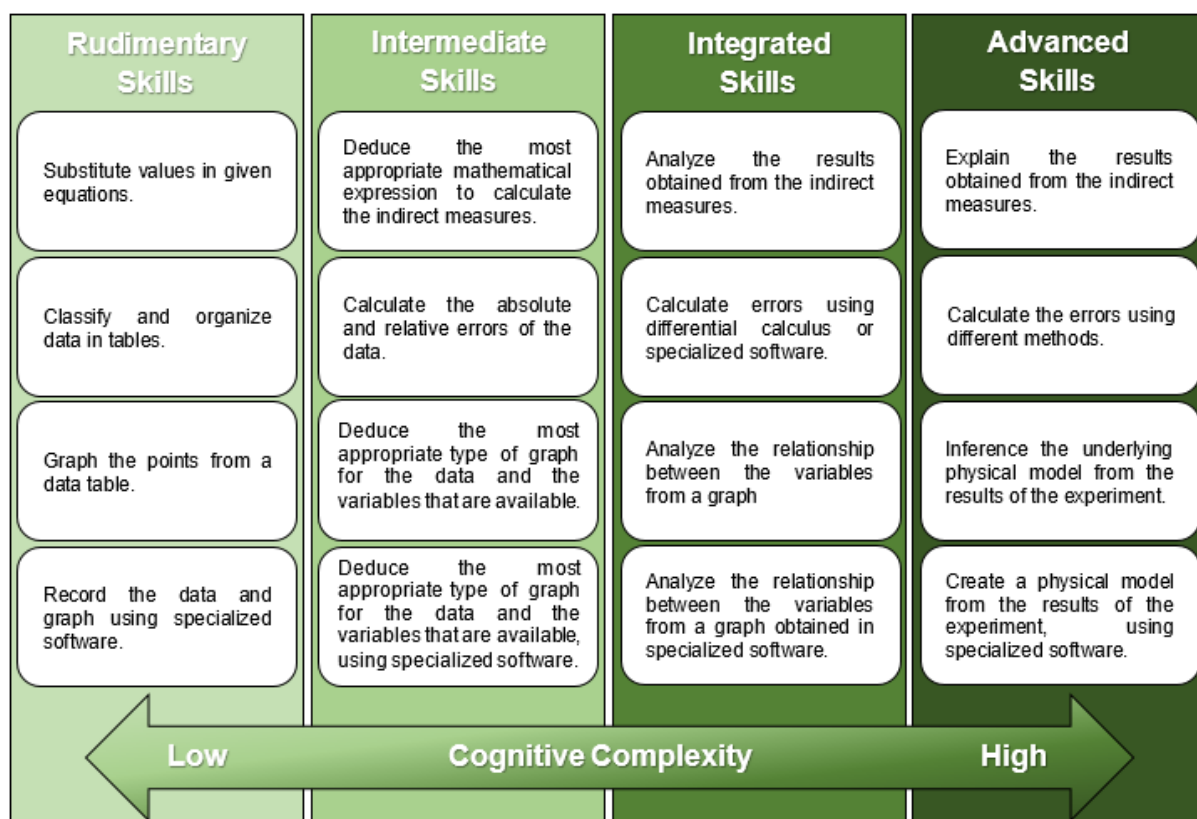 Rudimentary
Skills
Substitute values in given
equations.
Classify and organize
data in tables.
Graph the points from a
data table.
Record the data and
graph using specialized
software.
Intermediate
Skills
Deduce the most
appropriate mathematical
expression to calculate
the indirect measures.
Calculate the absolute
and relative errors of the
data.
Deduce the most
appropriate type of graph
for the data and the
variables that are available.
Deduce the most
appropriate type of graph
for the data and the
variables that are available,
using specialized software.
Integrated
Skills
Analyze the results
obtained from the indirect
measures.
Calculate errors using
differential calculus or
specialized software.
Analyze the relationship
between the variables
from a graph
Analyze the relationship
between the variables
from a graph obtained in
specialized software.
Advanced
Skills
Explain the results
obtained from the indirect
measures.
Calculate the errors using
different methods.
Inference the underlying
physical model from the
results of the experiment.
Create a physical model
from the results of the
experiment, using
specialized software.
Low Cognitive Complexity High